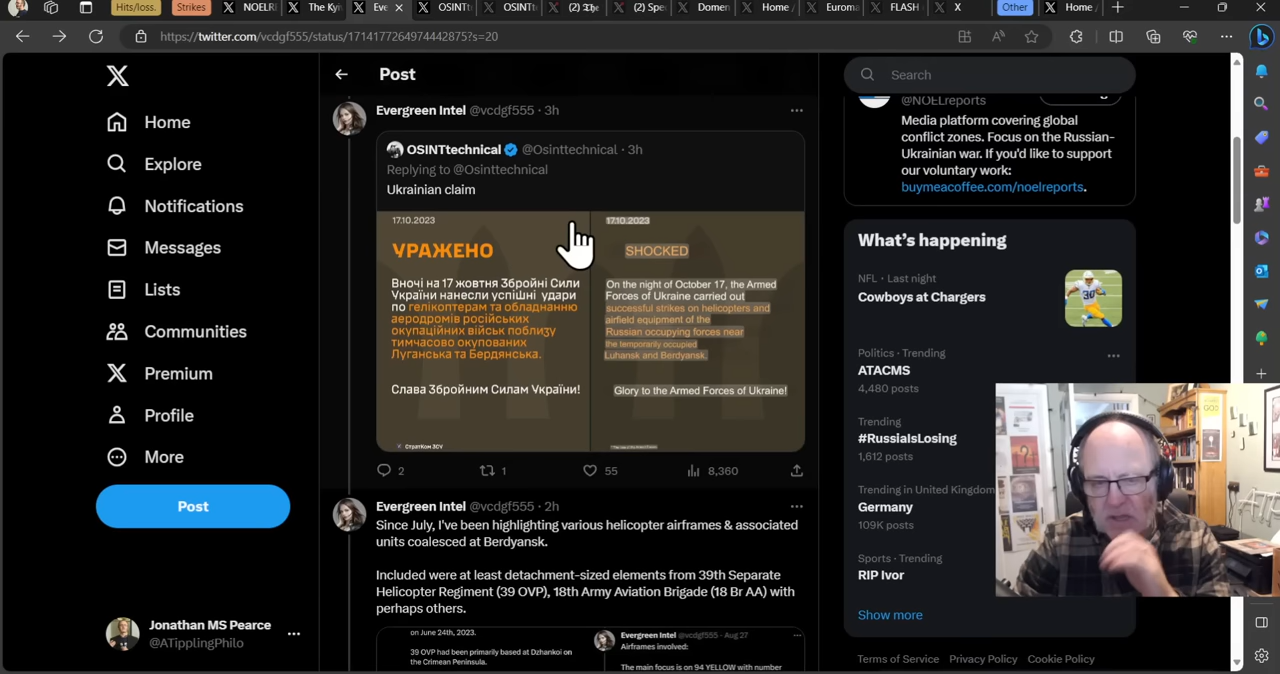 Hits/loss.
Strikes
NOELR
The Kyiv
Eve
OSINTt
OSINTt
(2) The
(2) Spe
Domen
Home /
Eurom
FLASH
X
Other
Home /
https://twitter.com/vcdgf555/status/1714177264974442875?s=20
Home
Explore
Notifications
Messages
Lists
Communities
Premium
Profile
More
Post
Jonathan MS Pearce
@ATipplingPhilo
Post
Evergreen Intel @vcdgf555 · 3h
OSINTtechnical @Osinttechnical · 3h
Replying to @Osinttechnical
Ukrainian claim
17.10.2023
УРАЖЕНО
Вночі на 17 жовтня Збройні Сили
України нанесли успішні удари
по гелікоптерам та обладнанню
аеродромів російських
окупаційних військ поблизу
тимчасово окупованих
Луганська та Бердянська.
Слава Збройним Силам України!
СтратКом ЗСУ
17.10.2023
SHOCKED
On the night of October 17, the Armed
Forces of Ukraine carried out
successful strikes on helicopters and
airfield equipment of the
Russian occupying forces near
the temporarily occupied
Luhansk and Berdyansk.
Glory to the Armed Forces of Ukraine!
2
1
55
8,360
Evergreen Intel @vcdgf555 · 2h
Since July, I've been highlighting various helicopter airframes & associated
units coalesced at Berdyansk.
Included were at least detachment-sized elements from 39th Separate
Helicopter Regiment (39 OVP), 18th Army Aviation Brigade (18 Br AA) with
perhaps others.
on June 24th, 2023.
39 OVP had been primarily based at Dzhankoi on
the Crimean Peninsula.
Evergreen Intel @vcdgf555 · Aug 27
Airframes involved:
The main focus is on 94 YELLOW with number
Search
@NOELreports
Media platform covering global
conflict zones. Focus on the Russian-
Ukrainian war. If you'd like to support
our voluntary work:
buymeacoffee.com/noelreports.
What's happening
NFL · Last night
Cowboys at Chargers
Politics · Trending
ATACMS
4,480 posts
Trending
#RussiaIsLosing
1,612 posts
Trending in United Kingdom
Germany
109K posts
Sports · Trending
RIP Ivor
Show more
Terms of Service Privacy Policy Cookie Policy